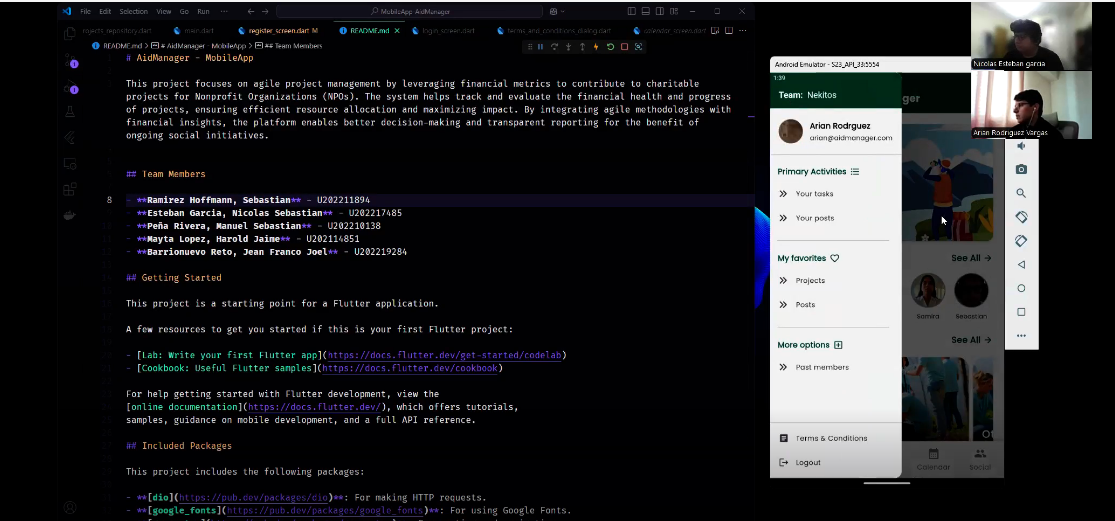 File Edit Selection View Go Run ···
MobileApp AidManager
rojects_repository.dart
main.dart
register_screen.dart M
README.md ×
login_screen.dart
terms_and_conditions_dialog.dart
calendar_screen.dart
README.md > # AidManager - MobileApp > ## Team Members
# AidManager - MobileApp
This project focuses on agile project management by leveraging financial metrics to contribute to charitable
projects for Nonprofit Organizations (NPOs). The system helps track and evaluate the financial health and progress
of projects, ensuring efficient resource allocation and maximizing impact. By integrating agile methodologies with
financial insights, the platform enables better decision-making and transparent reporting for the benefit of
ongoing social initiatives.
## Team Members
8 - **Ramirez Hoffmann, Sebastian** - U202211894
- **Esteban Garcia, Nicolas Sebastian** - U202217485
- **Peña Rivera, Manuel Sebastian** - U202210138
- **Mayta Lopez, Harold Jaime** - U202114851
- **Barrionuevo Reto, Jean Franco Joel** - U202219284
## Getting Started
This project is a starting point for a Flutter application.
A few resources to get you started if this is your first Flutter project:
- [Lab: Write your first Flutter app](https://docs.flutter.dev/get-started/codelab)
- [Cookbook: Useful Flutter samples](https://docs.flutter.dev/cookbook)
For help getting started with Flutter development, view the
[online documentation](https://docs.flutter.dev/), which offers tutorials,
samples, guidance on mobile development, and a full API reference.
## Included Packages
This project includes the following packages:
- **[dio](https://pub.dev/packages/dio)**: For making HTTP requests.
- **[google_fonts](https://pub.dev/packages/google_fonts)**: For using Google Fonts.
Android Emulator - S23_API_33:5554
1:39
Team: Nekitos
ager
Arian Rodrguez
arian@aidmanager.com
Primary Activities
Your tasks
Your posts
My favorites
Projects
Posts
More options
Past members
Terms & Conditions
Logout
See All →
Samira
Sebastian
See All →
Ot
Calendar
Social
Nicolas Esteban garcia
Arian Rodriguez Vargas